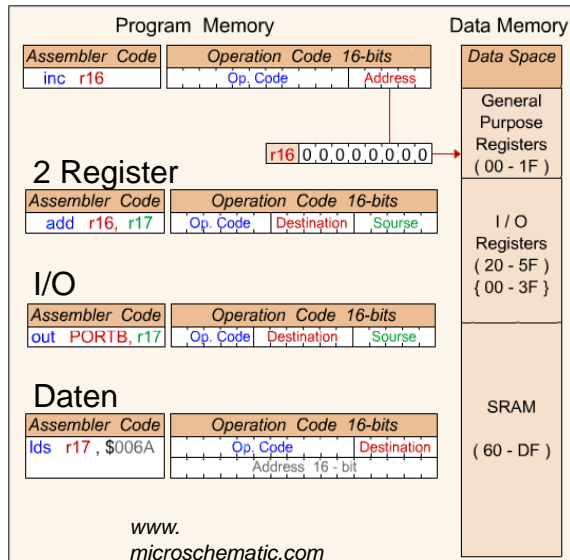 Program Memory
Data Memory
Assembler Code
Operation Code 16-bits
Data Space
inc r16
Op. Code
Address
General
Purpose
Registers
( 00 - 1F )
r16 0 0 0 0 0 0 0 0
2 Register
Assembler Code
Operation Code 16-bits
add r16, r17
Op. Code
Destination
Sourse
I / O
Registers
( 20 - 5F )
{ 00 - 3F }
I/O
Assembler Code
Operation Code 16-bits
out PORTB, r17
Op. Code
Destination
Sourse
Daten
Assembler Code
Operation Code 16-bits
lds r17 , $006A
Op. Code
Destination
Address 16 - bit
SRAM
( 60 - DF )
www.
microschematic.com